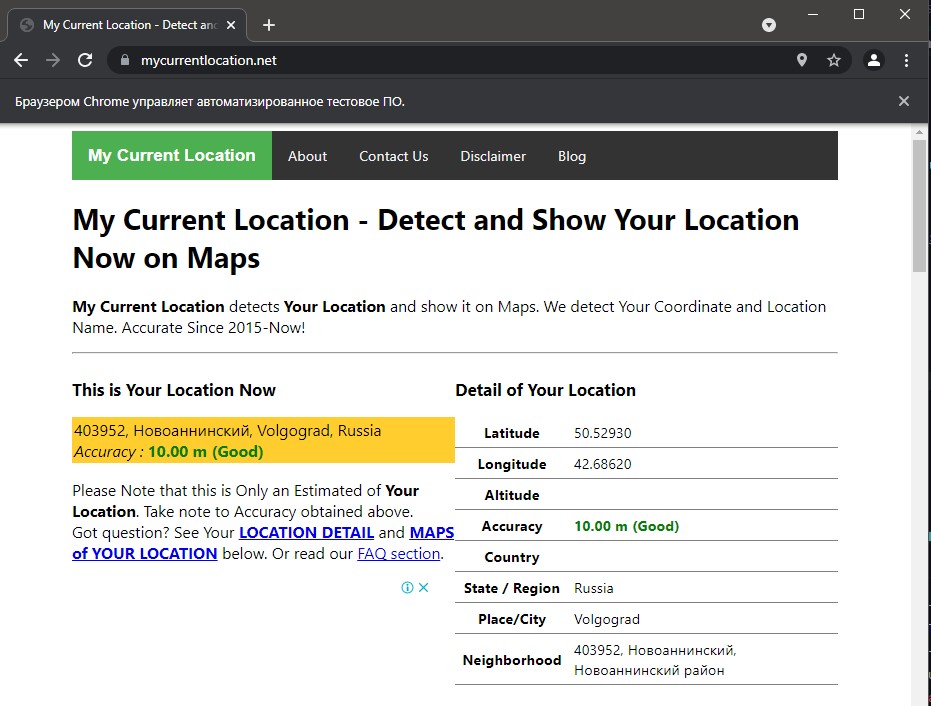 My Current Location - Detect and
mycurrentlocation.net
Браузером Chrome управляет автоматизированное тестовое ПО.
My Current Location About Contact Us Disclaimer Blog
My Current Location - Detect and Show Your Location
Now on Maps
My Current Location detects Your Location and show it on Maps. We detect Your Coordinate and Location
Name. Accurate Since 2015-Now!
This is Your Location Now
403952, Новоаннинский, Volgograd, Russia
Accuracy : 10.00 m (Good)
Please Note that this is Only an Estimated of Your
Location. Take note to Accuracy obtained above.
Got question? See Your LOCATION DETAIL and MAPS
of YOUR LOCATION below. Or read our FAQ section.
Detail of Your Location
Latitude 50.52930
Longitude 42.68620
Altitude
Accuracy 10.00 m (Good)
Country
State / Region Russia
Place/City Volgograd
Neighborhood 403952, Новоаннинский,
Новоаннинский район